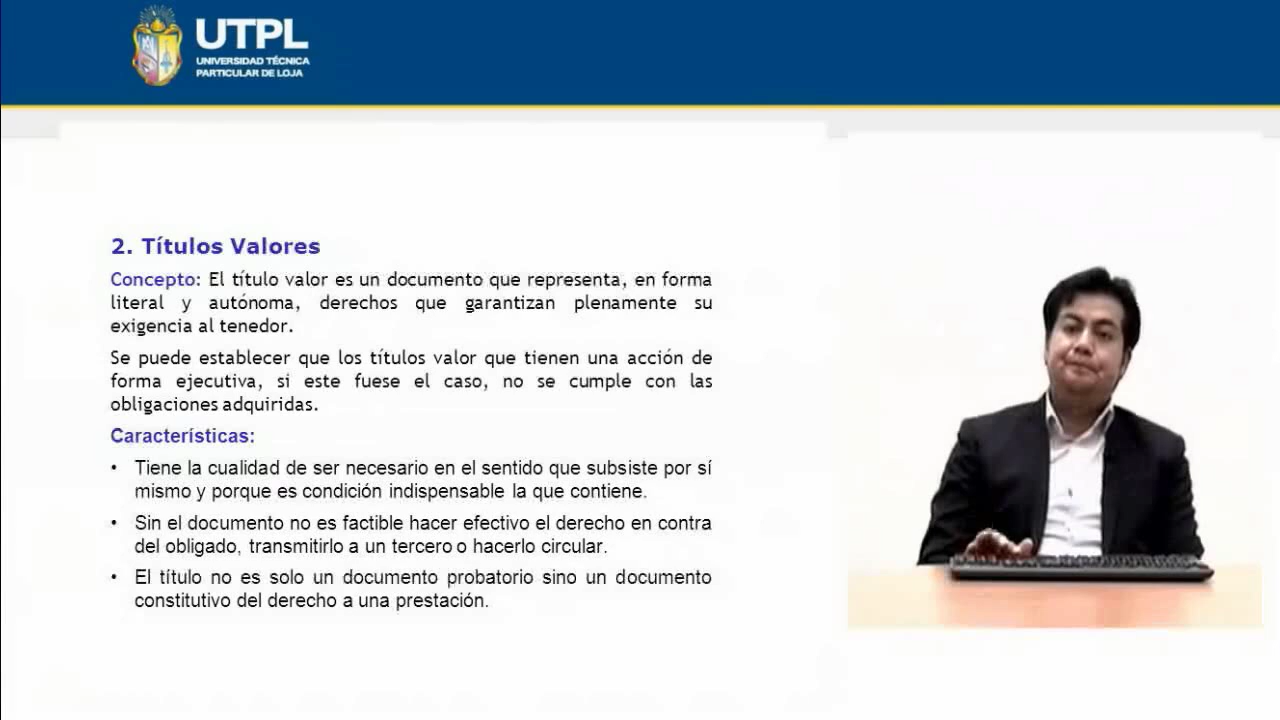 UTPL
UNIVERSIDAD TÉCNICA
PARTICULAR DE LOJA
2. Títulos Valores
Concepto: El título valor es un documento que representa, en forma
literal y autónoma, derechos que garantizan plenamente su
exigencia al tenedor.
Se puede establecer que los títulos valor que tienen una acción de
forma ejecutiva, si este fuese el caso, no se cumple con las
obligaciones adquiridas.
Características:
• Tiene la cualidad de ser necesario en el sentido que subsiste por sí
mismo y porque es condición indispensable la que contiene.
• Sin el documento no es factible hacer efectivo el derecho en contra
del obligado, transmitirlo a un tercero o hacerlo circular.
• El título no es solo un documento probatorio sino un documento
constitutivo del derecho a una prestación.